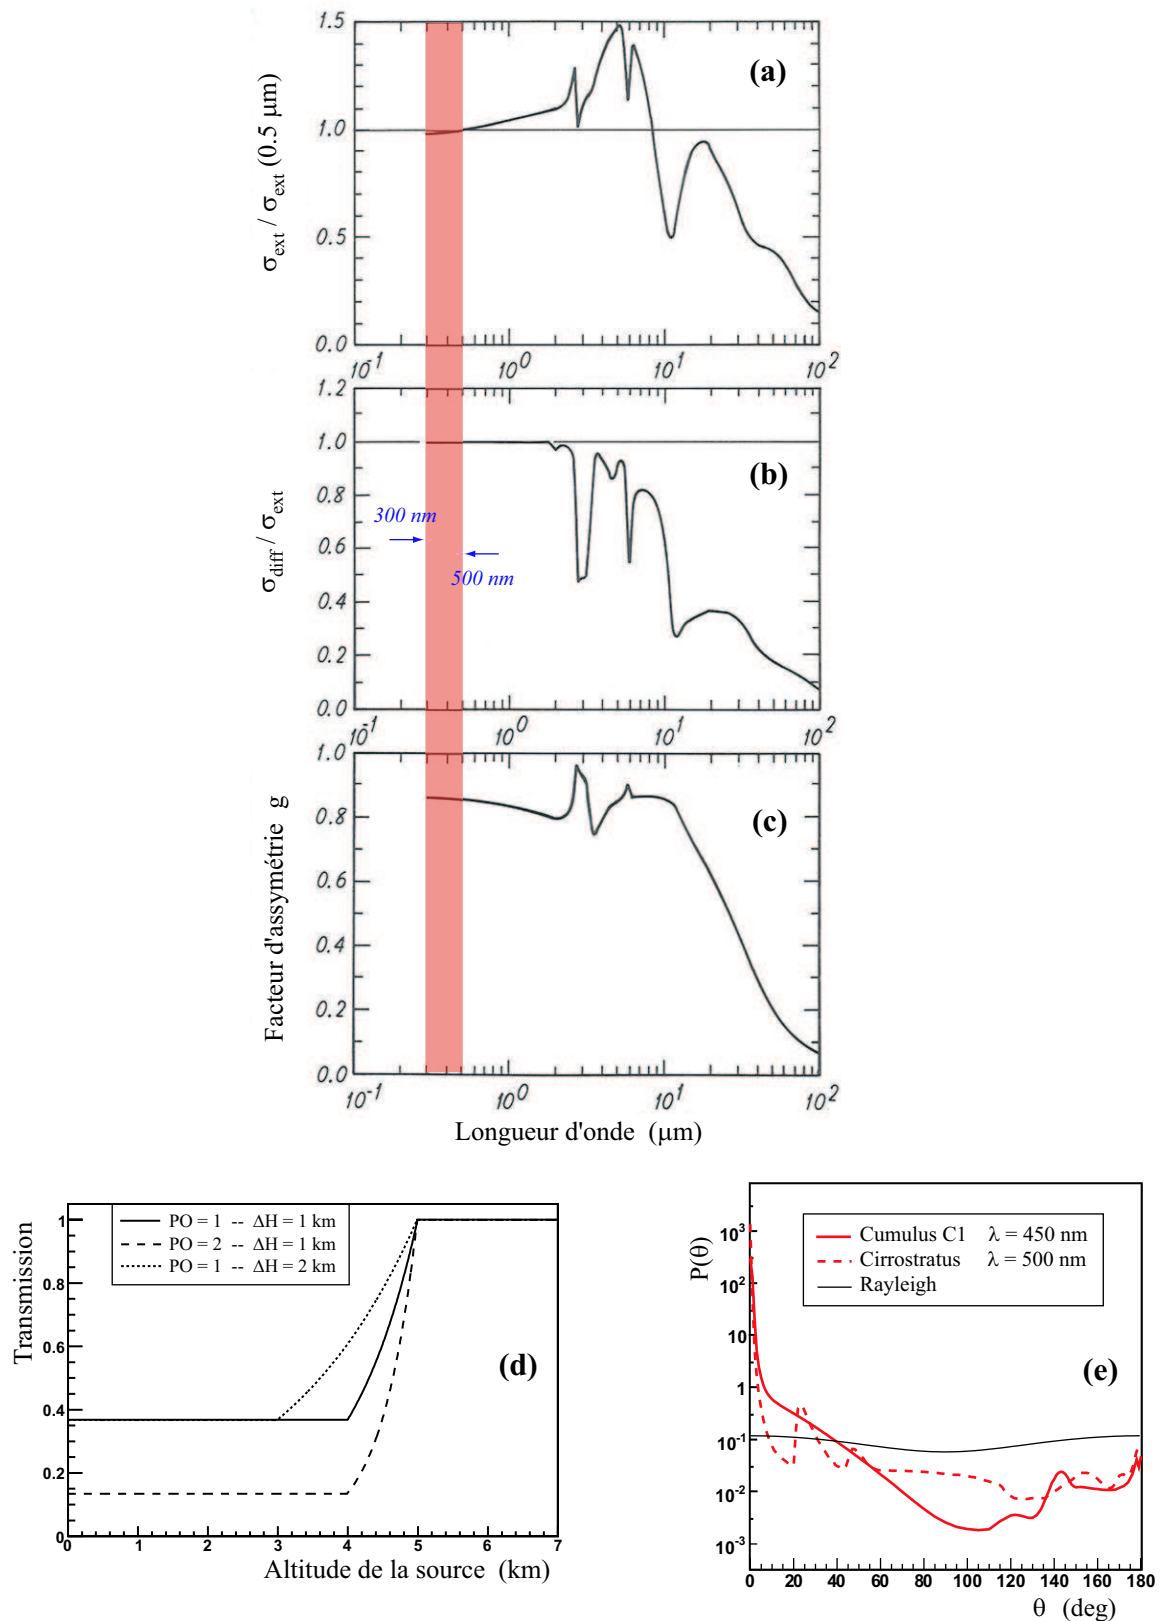 1.5
(a)
1.0
0.5
0.0
σext / σext (0.5 μm)
10-1 100 101 102
1.2
1.0
(b)
0.8
300 nm
0.6
500 nm
0.4
0.2
0.0
σdiff / σext
10-1 100 101 102
1.0
0.8
(c)
0.6
0.4
0.2
0.0
Facteur d'assymétrie g
10-1 100 101 102
Longueur d'onde (μm)
Transmission
1
0.8
0.6
0.4
0.2
0
PO = 1 -- ΔH = 1 km
PO = 2 -- ΔH = 1 km
PO = 1 -- ΔH = 2 km
(d)
0 1 2 3 4 5 6 7
Altitude de la source (km)
P(θ)
103
102
10
1
10-1
10-2
10-3
Cumulus C1 λ = 450 nm
Cirrostratus λ = 500 nm
Rayleigh
(e)
0 20 40 60 80 100 120 140 160 180
θ (deg)